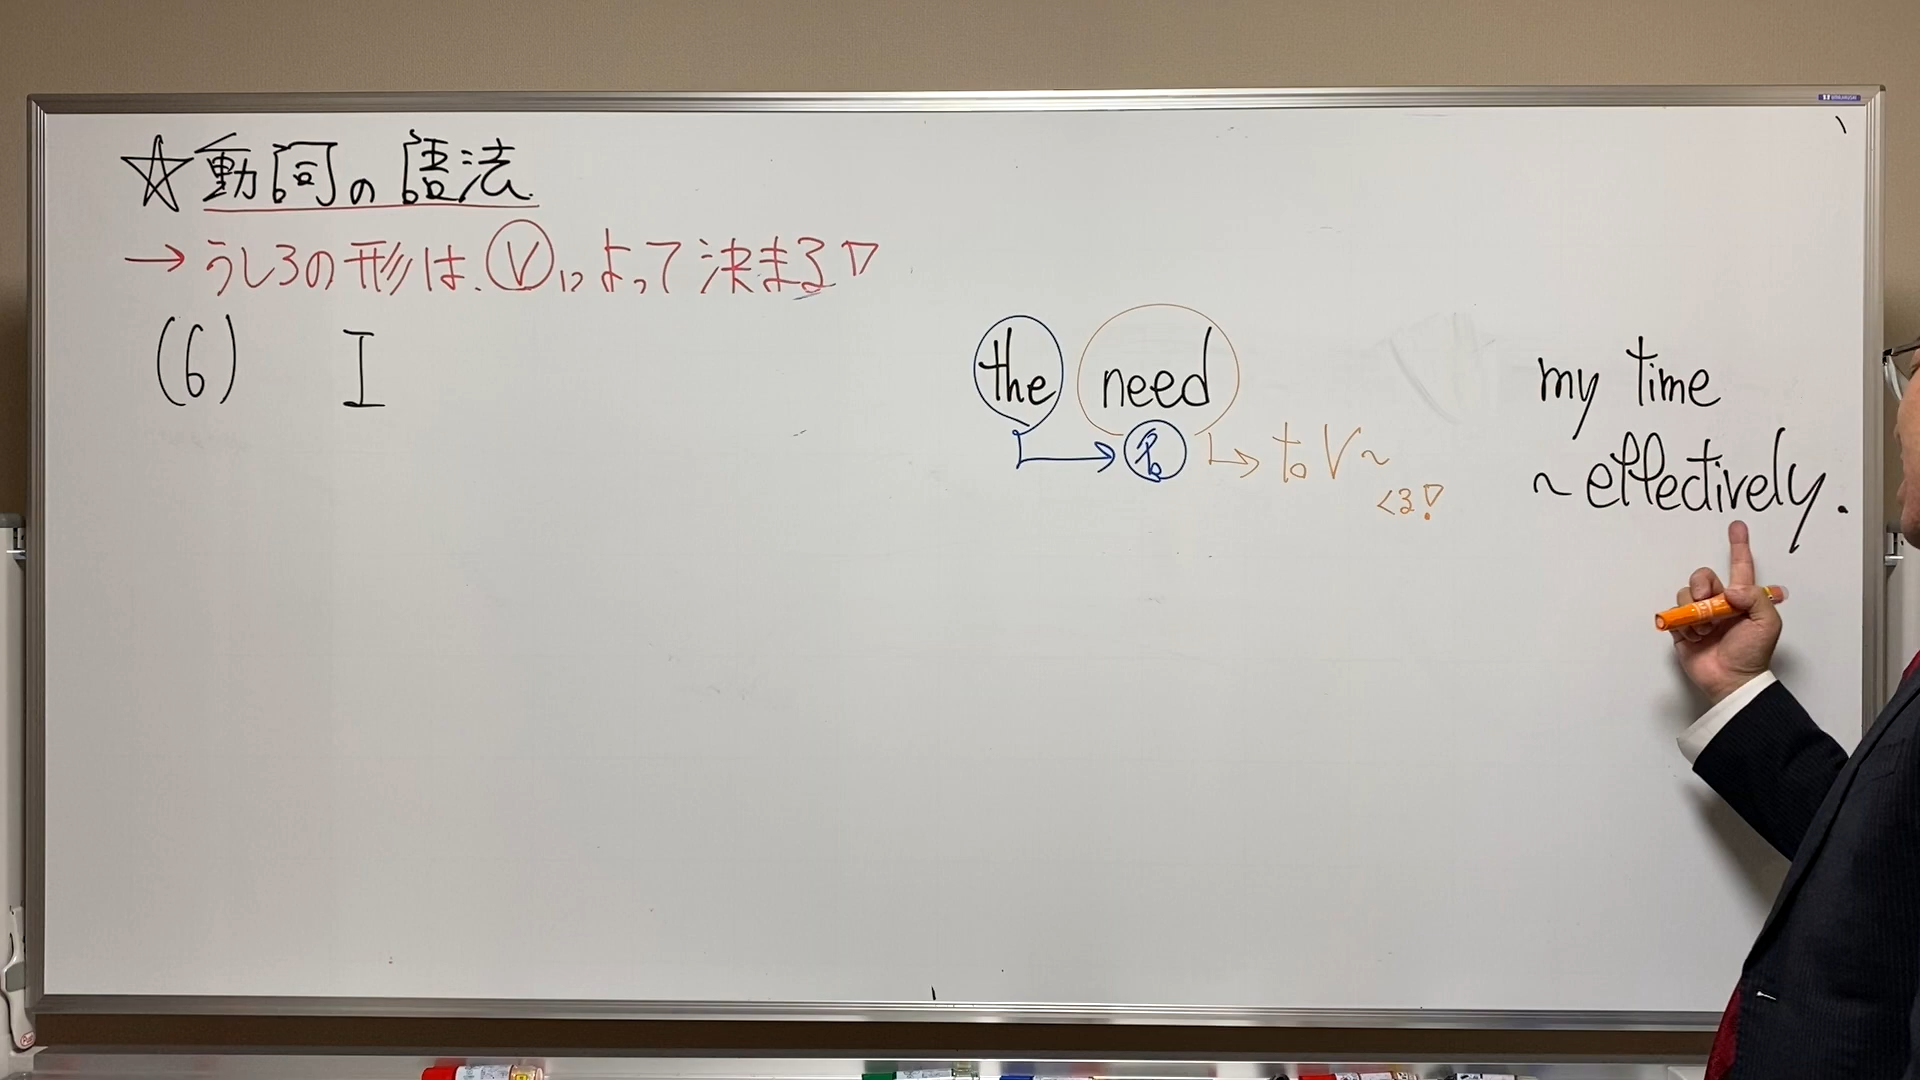 ☆動詞の語法
→うしろの形は、Ⓥによって決まる!
(6) I the need my time
名 to V~
~effectively.
くる!